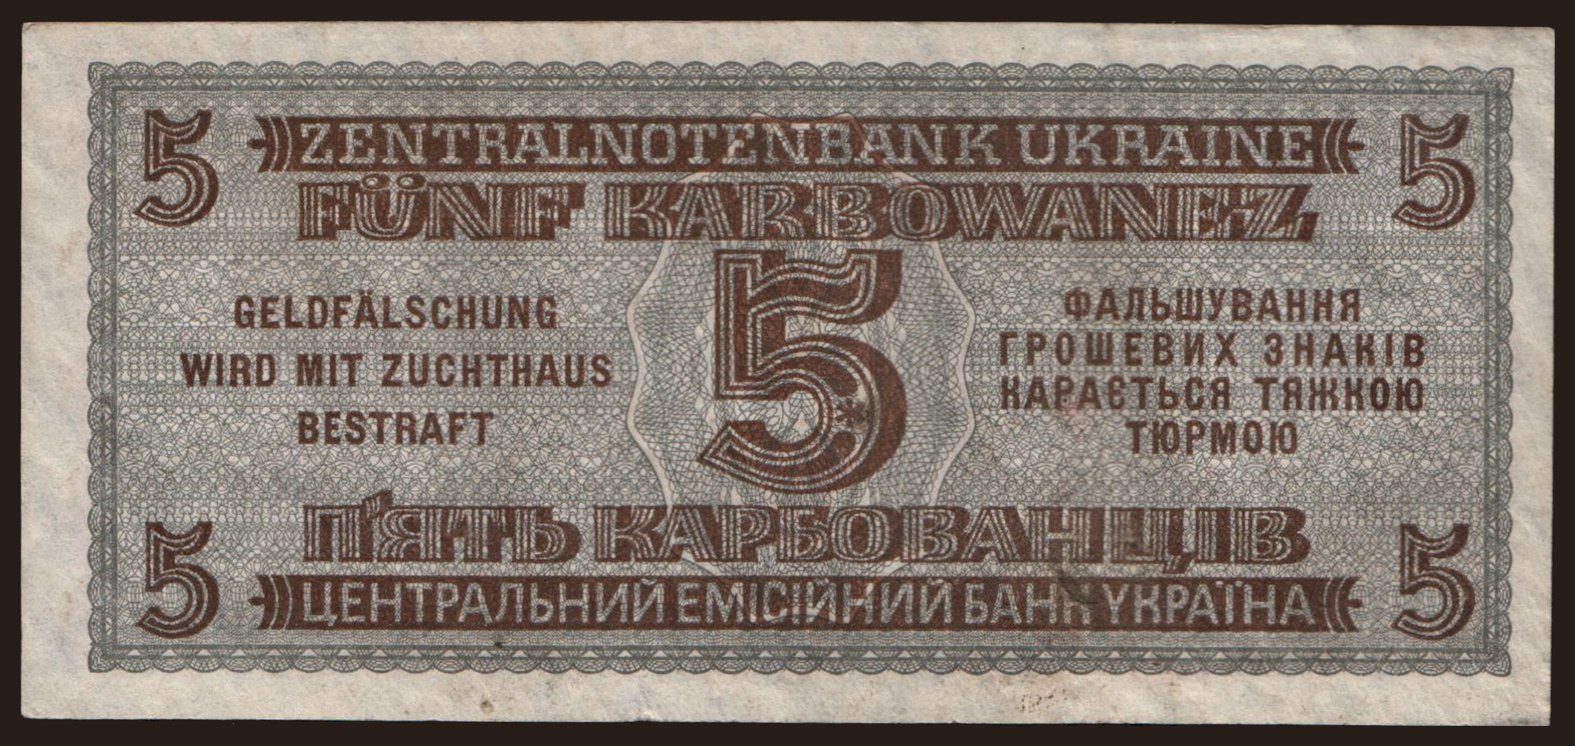 5 ZENTRALNOTENBANK UKRAINE 5
FÜNF KARBOWANEZ
5
GELDFÄLSCHUNG
WIRD MIT ZUCHTHAUS
BESTRAFT
ФАЛЬШУВАННЯ
ГРОШЕВИХ ЗНАКІВ
КАРАЄТЬСЯ ТЯЖКОЮ
ТЮРМОЮ
П'ЯТЬ КАРБОВАНЦІВ
5 ЦЕНТРАЛЬНИЙ ЕМІСІЙНИЙ БАНК УКРАЇНА 5